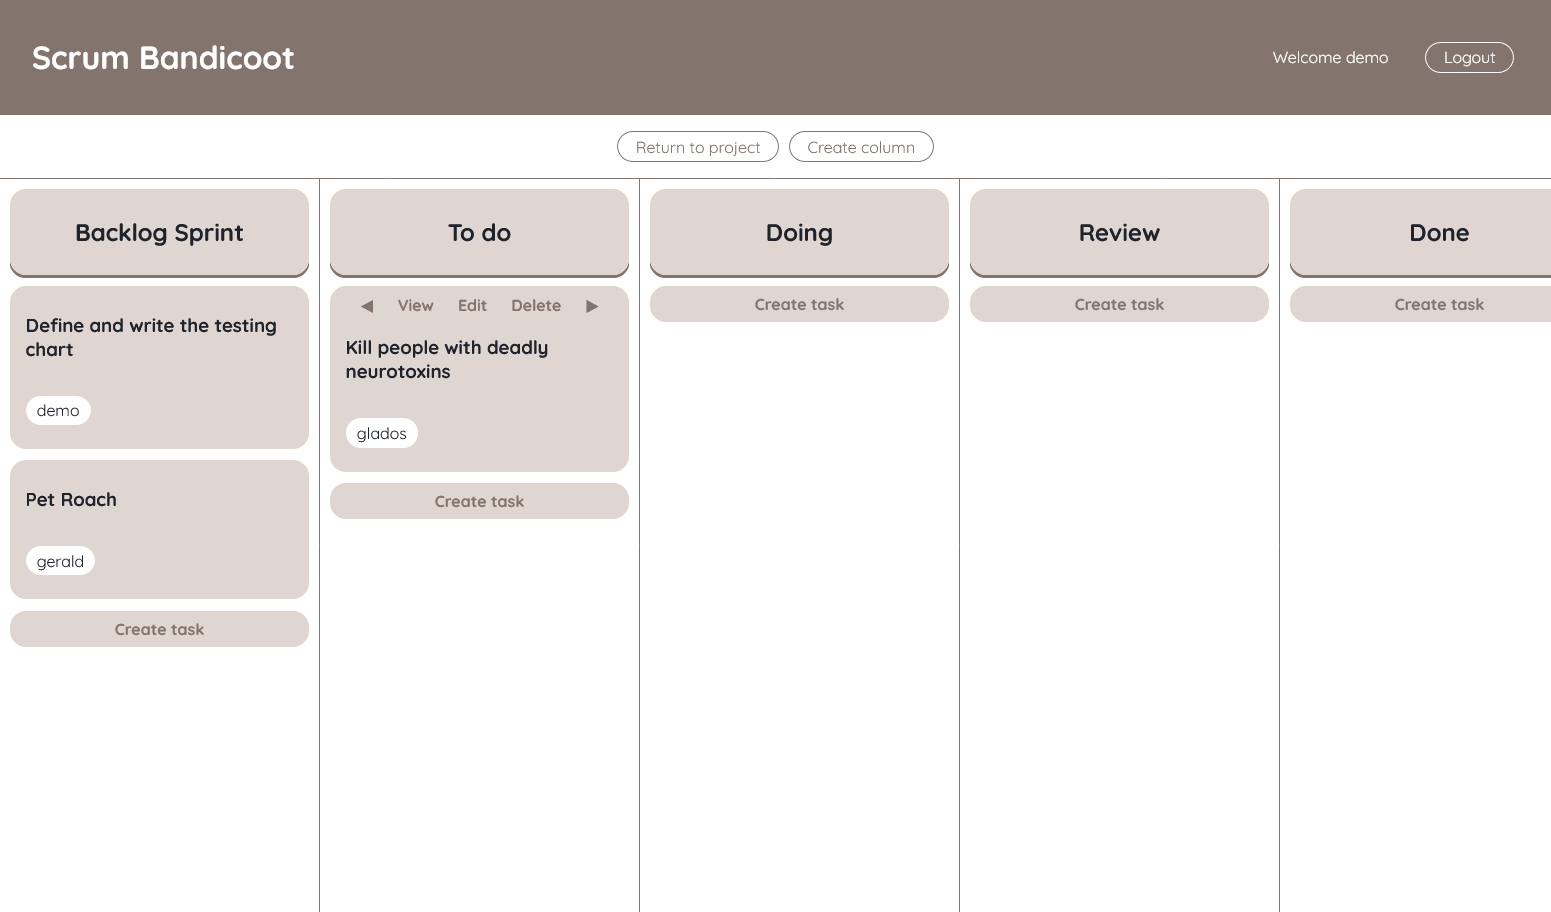 Scrum Bandicoot
Welcome demo
Logout
Return to project
Create column
Backlog Sprint
Define and write the testing
chart
demo
Pet Roach
gerald
Create task
To do
◀ View Edit Delete ▶
Kill people with deadly
neurotoxins
glados
Create task
Doing
Create task
Review
Create task
Done
Create task